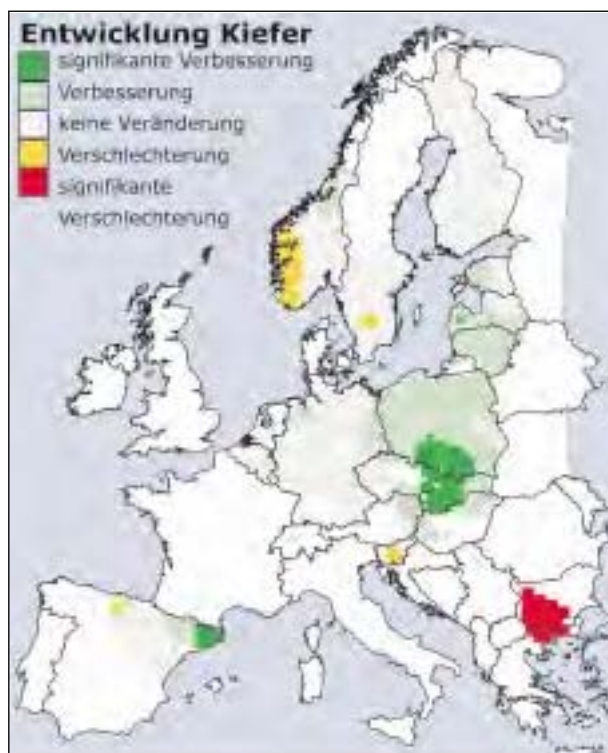 Entwicklung Kiefer
signifikante Verbesserung
Verbesserung
keine Veränderung
Verschlechterung
signifikante
Verschlechterung